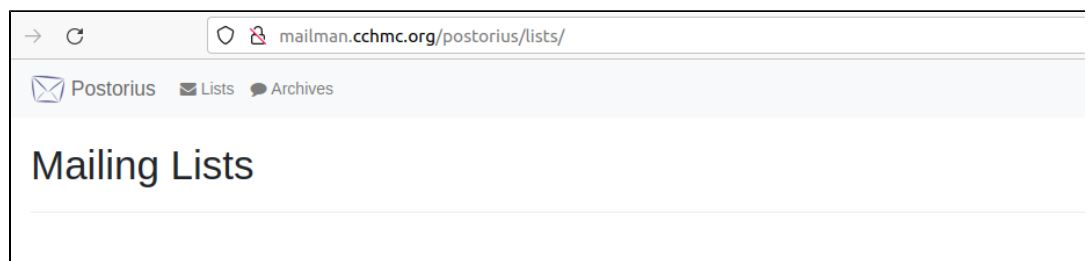 mailman.cchmc.org/postorius/lists/
Postorius Lists Archives
Mailing Lists